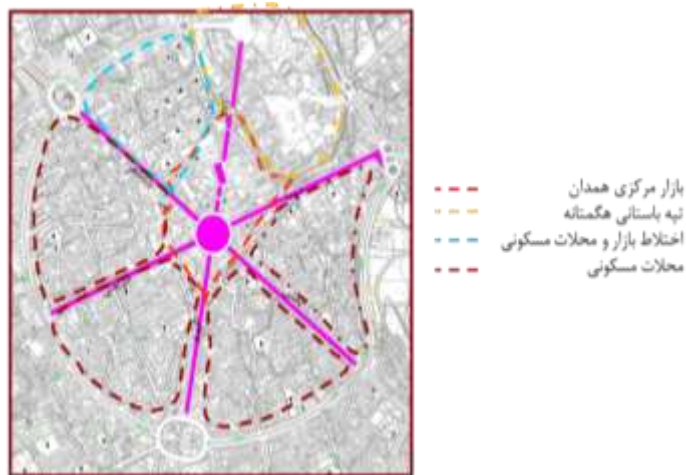 بازار مرکزی همدان
تپه باستانی هگمتانه
اختلاط بازار و محلات مسکونی
محلات مسکونی